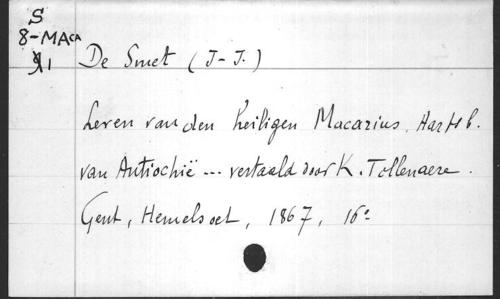 S
8-MAca
91
De Smet (J-J.)
Leven van den heiligen Macarius, Aartsb.
van Antiochië ... vertaald door K. Tollenaere.
Gent, Hemelsoet, 1867, 16°